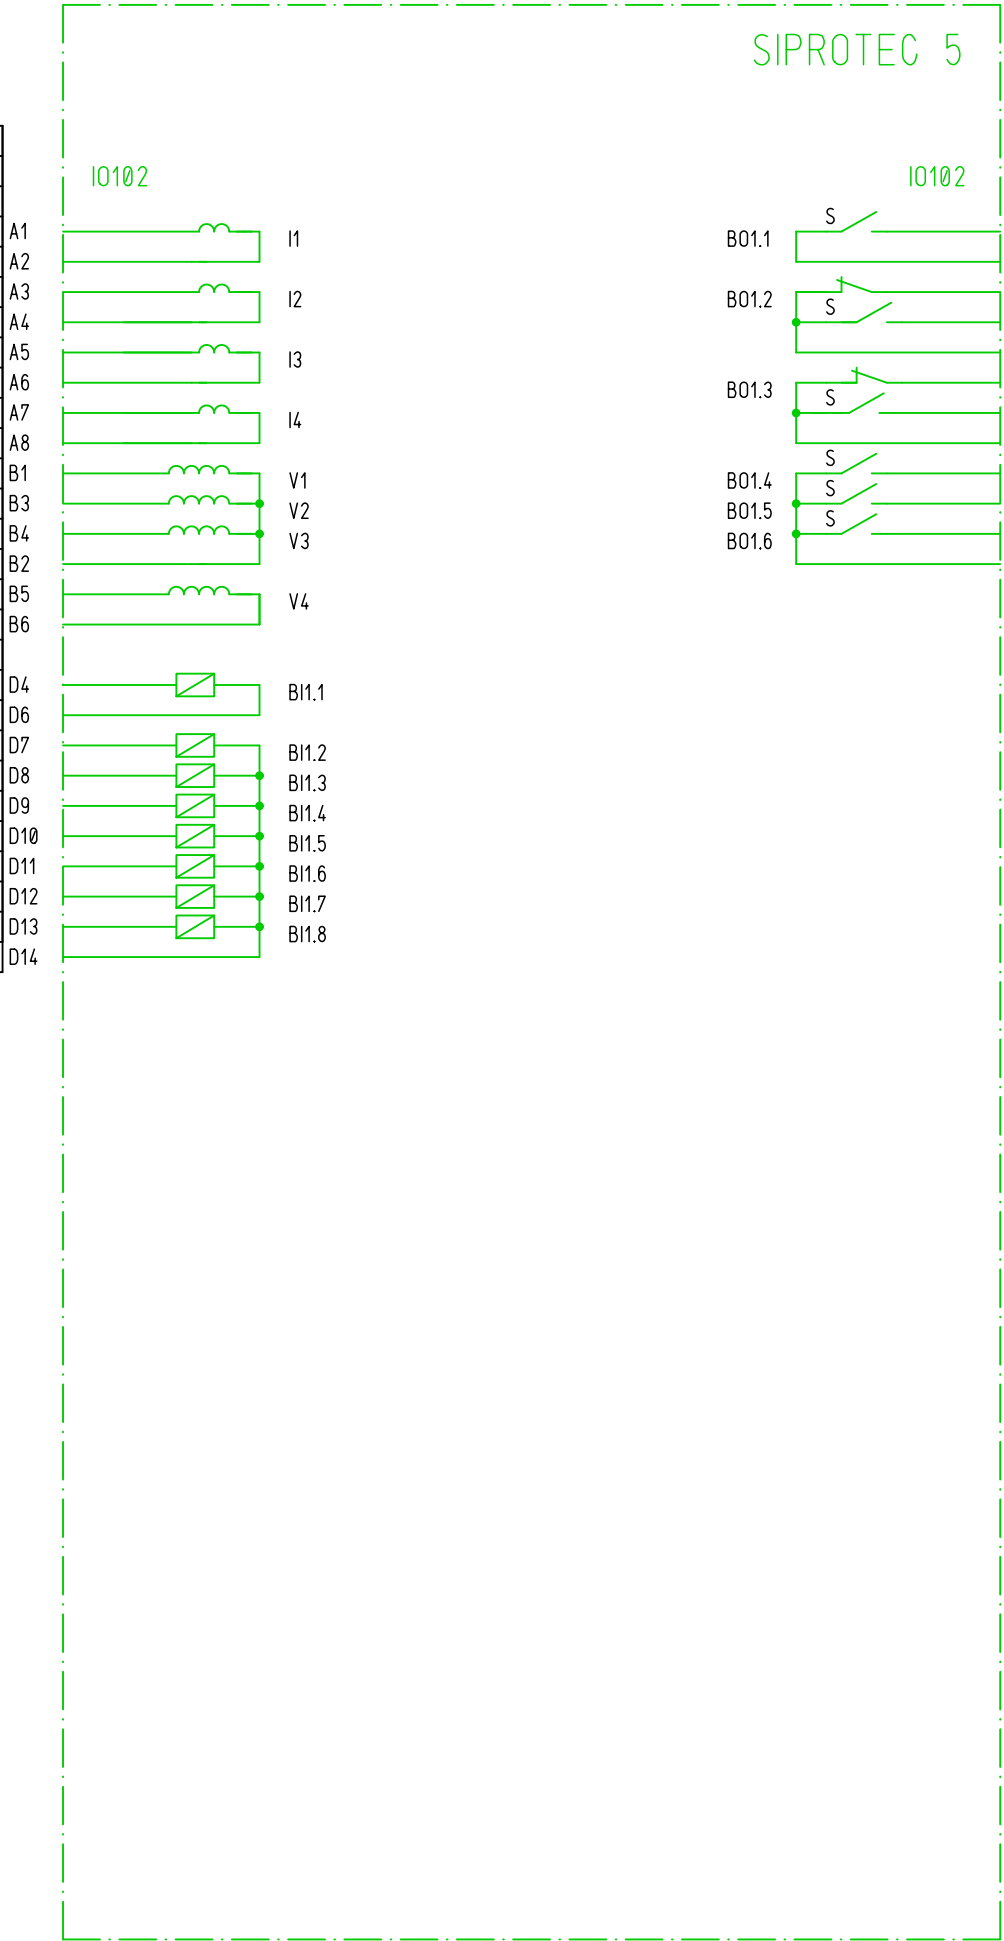 SIPROTEC 5
IO102 IO102
A1 I1 BO1.1 S
A2
A3 I2 BO1.2
A4 S
A5 I3
A6 BO1.3
A7 I4 S
A8
B1 V1 BO1.4 S
B3 V2 BO1.5 S
B4 V3 BO1.6 S
B2
B5 V4
B6
D4 BI1.1
D6
D7 BI1.2
D8 BI1.3
D9 BI1.4
D10 BI1.5
D11 BI1.6
D12 BI1.7
D13 BI1.8
D14